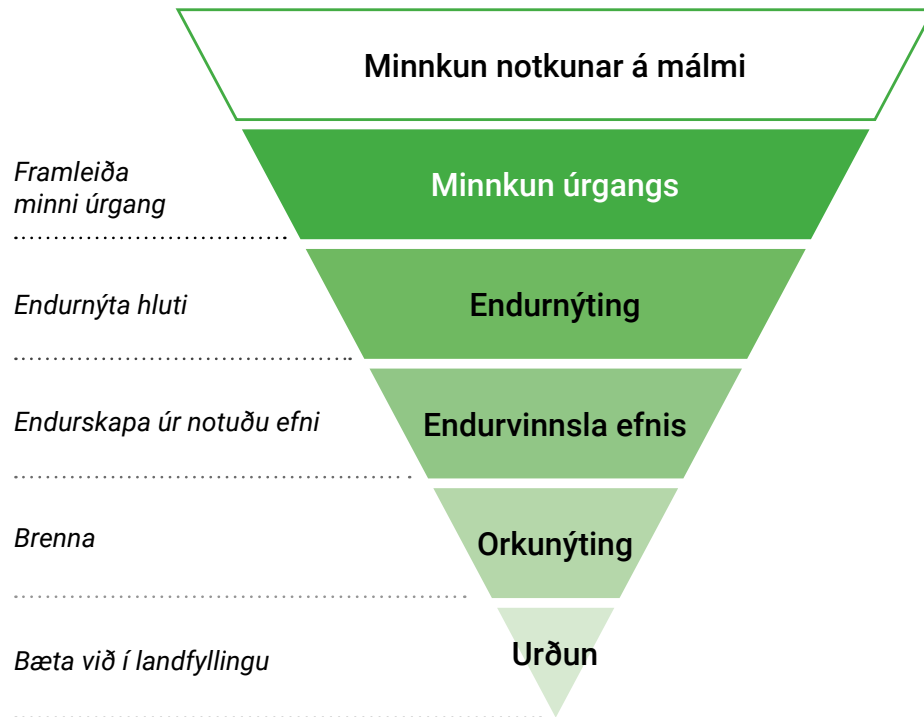 Minnkun notkunar á málmi
Framleiða
minni úrgang
Minnkun úrgangs
Endurnýta hluti
Endurnýting
Endurskapa úr notuðu efni
Endurvinnsla efnis
Brenna
Orkunýting
Bæta við í landfyllingu
Urðun